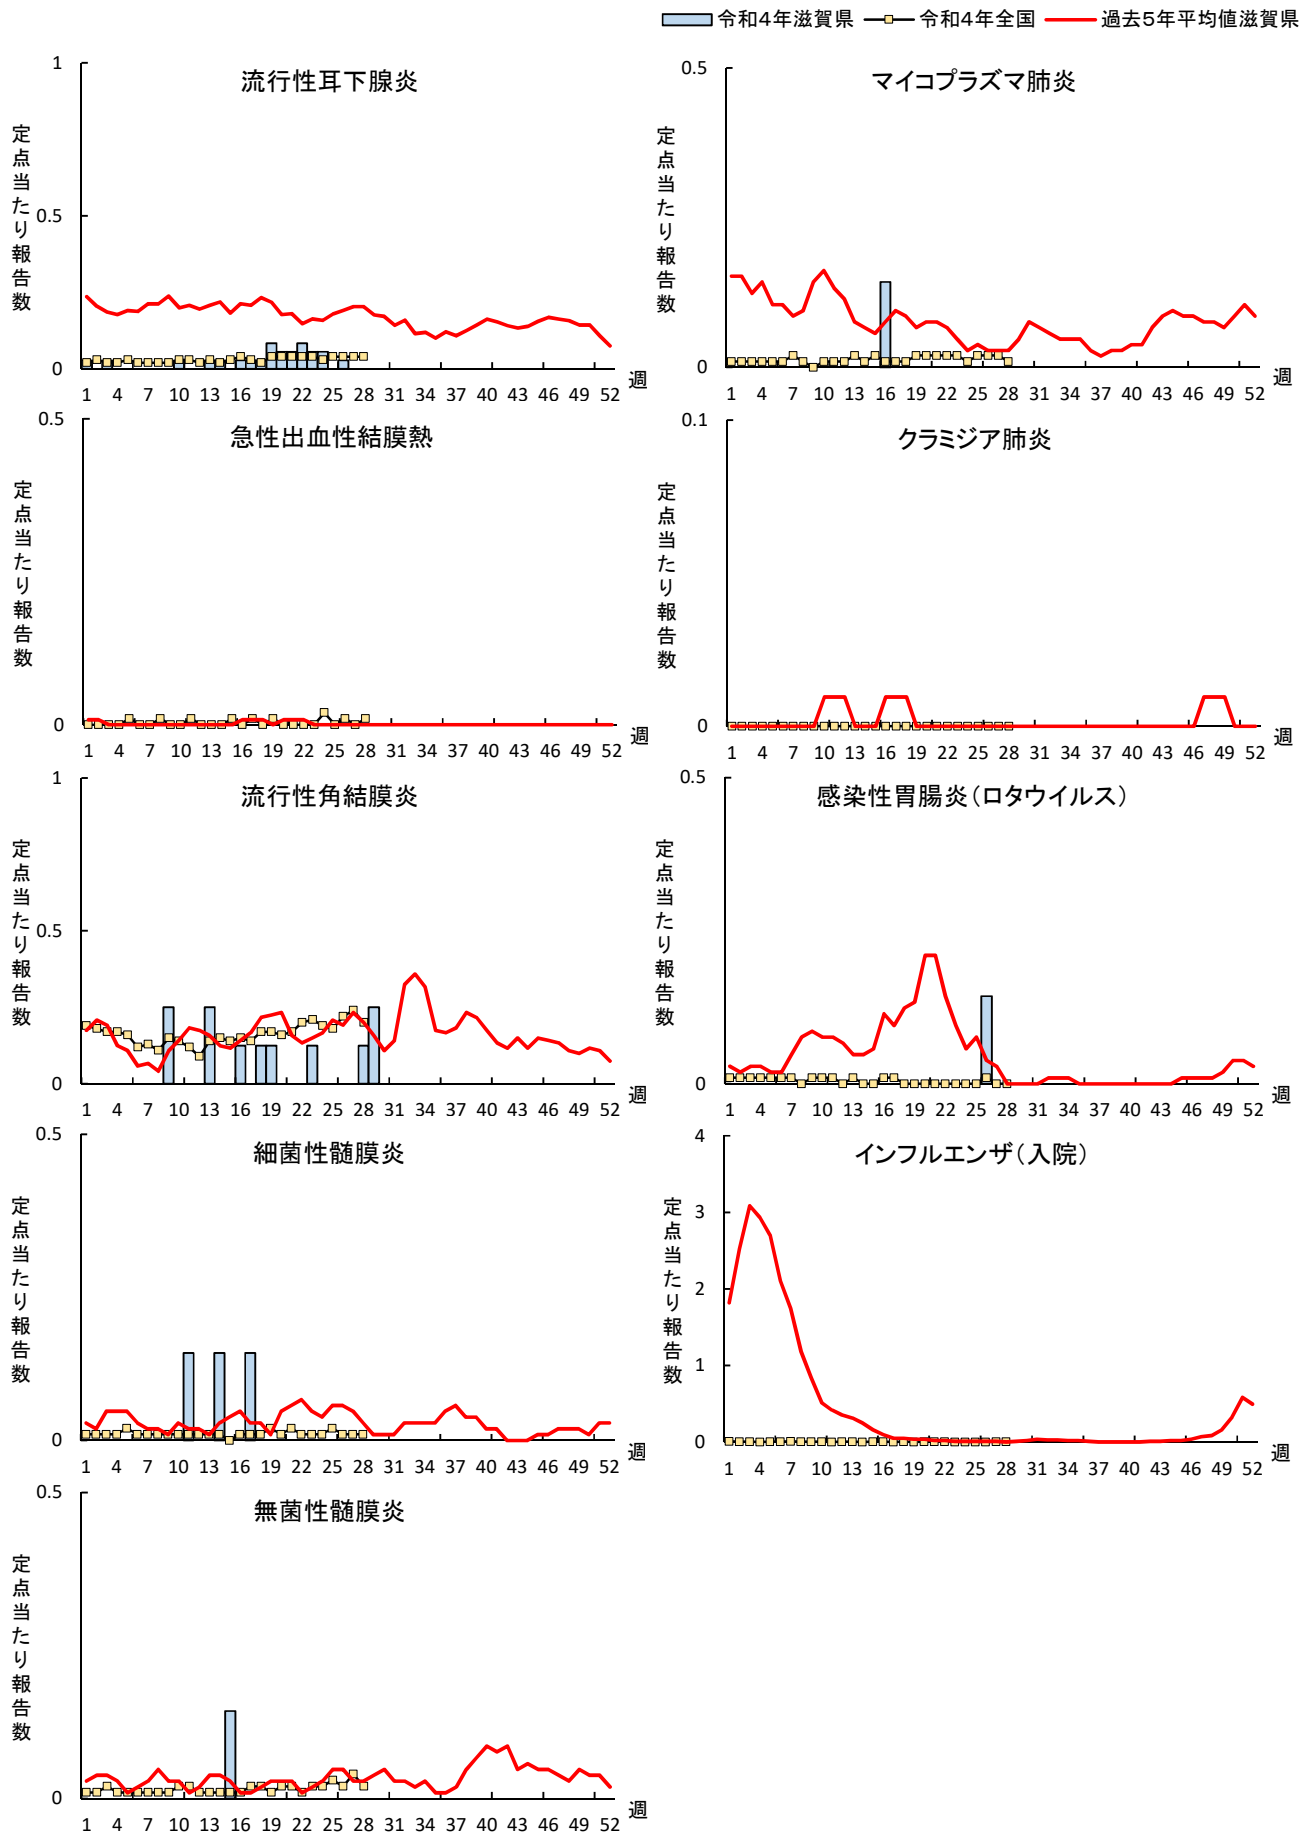 令和4年滋賀県 令和4年全国 過去5年平均値滋賀県
流行性耳下腺炎
定点当たり報告数
1
0.5
0
1 4 7 10 13 16 19 22 25 28 31 34 37 40 43 46 49 52
週
マイコプラズマ肺炎
定点当たり報告数
0.5
0
1 4 7 10 13 16 19 22 25 28 31 34 37 40 43 46 49 52
週
急性出血性結膜熱
定点当たり報告数
0.5
0
1 4 7 10 13 16 19 22 25 28 31 34 37 40 43 46 49 52
週
クラミジア肺炎
定点当たり報告数
0.1
0
1 4 7 10 13 16 19 22 25 28 31 34 37 40 43 46 49 52
週
流行性角結膜炎
定点当たり報告数
1
0.5
0
1 4 7 10 13 16 19 22 25 28 31 34 37 40 43 46 49 52
週
感染性胃腸炎(ロタウイルス)
定点当たり報告数
0.5
0
1 4 7 10 13 16 19 22 25 28 31 34 37 40 43 46 49 52
週
細菌性髄膜炎
定点当たり報告数
0.5
0
1 4 7 10 13 16 19 22 25 28 31 34 37 40 43 46 49 52
週
インフルエンザ(入院)
定点当たり報告数
4
3
2
1
0
1 4 7 10 13 16 19 22 25 28 31 34 37 40 43 46 49 52
週
無菌性髄膜炎
定点当たり報告数
0.5
0
1 4 7 10 13 16 19 22 25 28 31 34 37 40 43 46 49 52
週